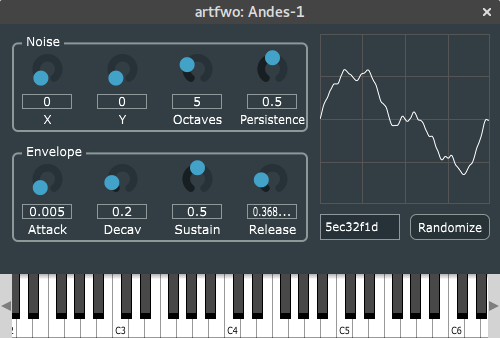 artfwo: Andes-1
×
Noise
0 0 5 0.5
X Y Octaves Persistence
Envelope
0.005 0.2 0.5 0.368...
Attack Decay Sustain Release
5ec32f1d Randomize
C3 C4 C5 C6